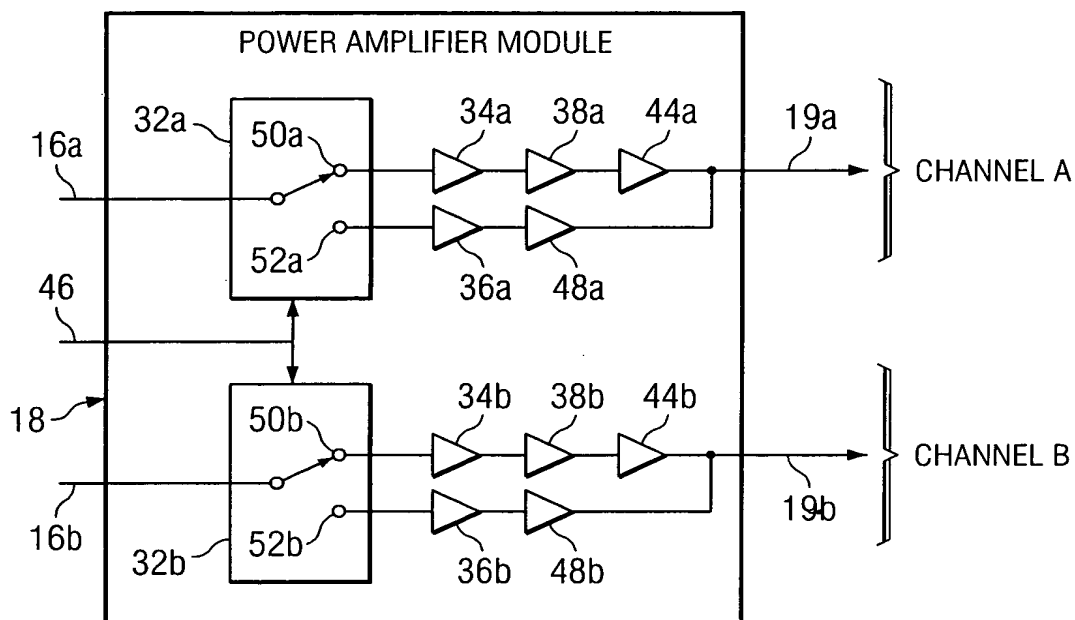 POWER AMPLIFIER MODULE
32a
50a
34a
38a
44a
19a
16a
CHANNEL A
52a
36a
48a
46
18
50b
34b
38b
44b
CHANNEL B
16b
52b
19b
32b
36b
48b